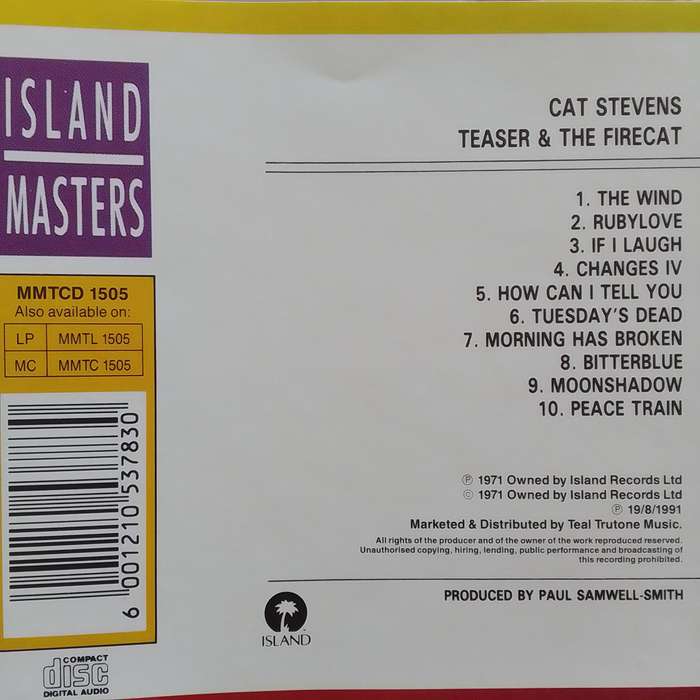 ISLAND
MASTERS
MMTCD 1505
Also available on:
LP MMTL 1505
MC MMTC 1505
6 001210 537830
COMPACT
disc
DIGITAL AUDIO
CAT STEVENS
TEASER & THE FIRECAT
1. THE WIND
2. RUBYLOVE
3. IF I LAUGH
4. CHANGES IV
5. HOW CAN I TELL YOU
6. TUESDAY'S DEAD
7. MORNING HAS BROKEN
8. BITTERBLUE
9. MOONSHADOW
10. PEACE TRAIN
℗ 1971 Owned by Island Records Ltd
© 1971 Owned by Island Records Ltd
℗ 19/8/1991
Marketed & Distributed by Teal Trutone Music.
All rights of the producer and of the owner of the work reproduced reserved.
Unauthorised copying, hiring, lending, public performance and broadcasting of
this recording prohibited.
PRODUCED BY PAUL SAMWELL-SMITH
ISLAND